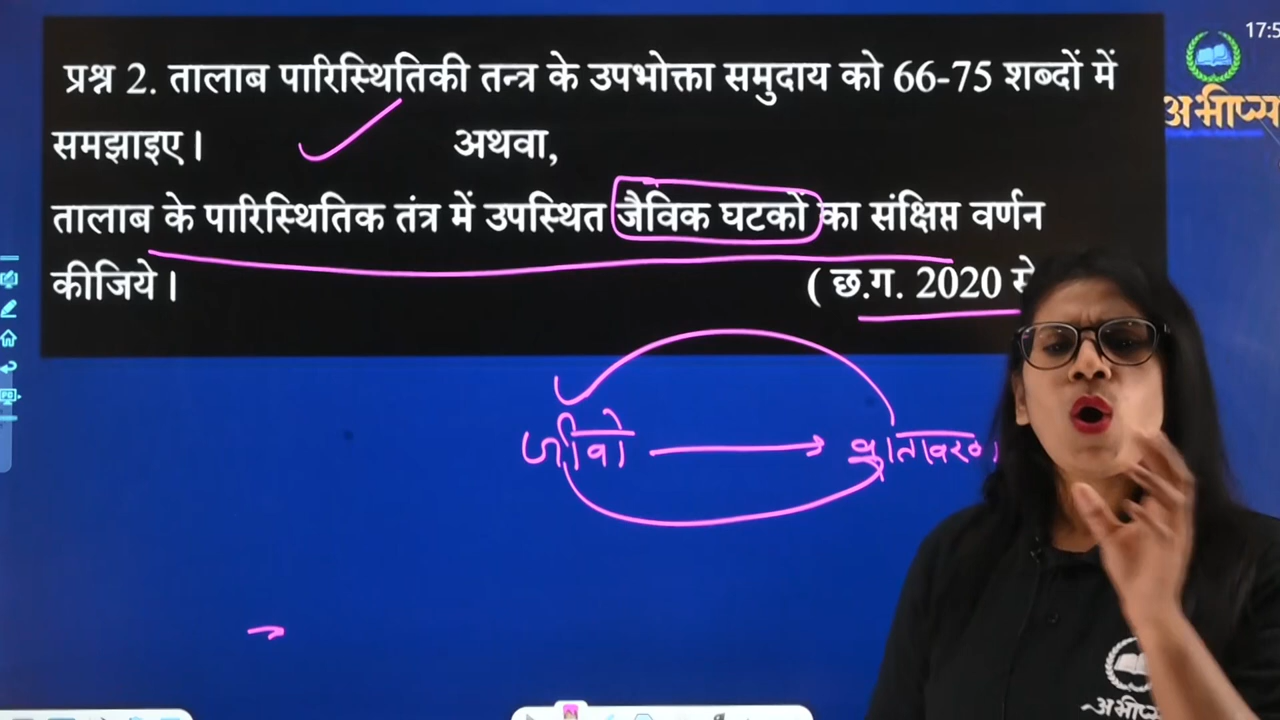 17:5
प्रश्न 2. तालाब पारिस्थितिकी तन्त्र के उपभोक्ता समुदाय को 66-75 शब्दों में
समझाइए। अथवा,
तालाब के पारिस्थितिक तंत्र में उपस्थित जैविक घटकों का संक्षिप्त वर्णन
कीजिये। ( छ.ग. 2020 से
अभीप्स
जीवो वातावरण
अभीप्स